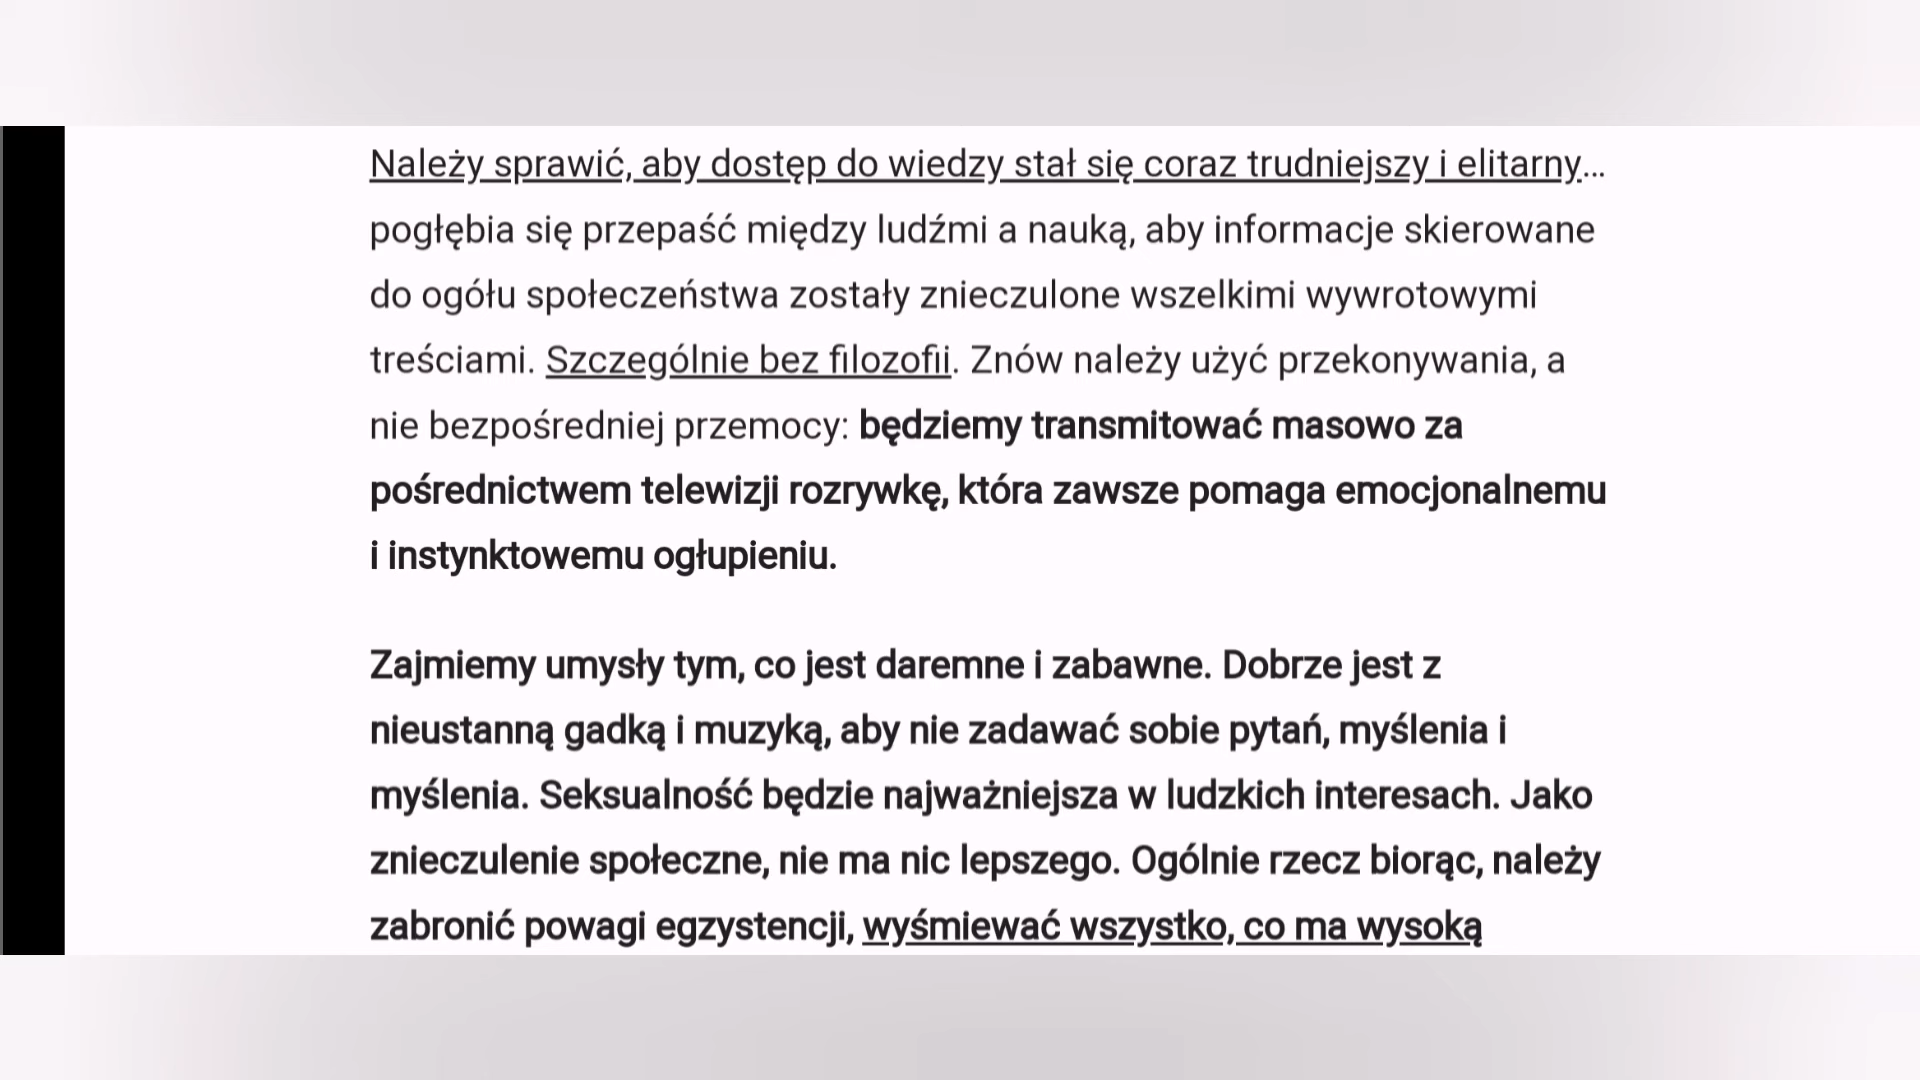 Należy sprawić, aby dostęp do wiedzy stał się coraz trudniejszy i elitarny...
pogłębia się przepaść między ludźmi a nauką, aby informacje skierowane
do ogółu społeczeństwa zostały znieczulone wszelkimi wywrotowymi
treściami. Szczególnie bez filozofii. Znów należy użyć przekonywania, a
nie bezpośredniej przemocy: będziemy transmitować masowo za
pośrednictwem telewizji rozrywkę, która zawsze pomaga emocjonalnemu
i instynktowemu ogłupieniu.
Zajmiemy umysły tym, co jest daremne i zabawne. Dobrze jest z
nieustanną gadką i muzyką, aby nie zadawać sobie pytań, myślenia i
myślenia. Seksualność będzie najważniejsza w ludzkich interesach. Jako
znieczulenie społeczne, nie ma nic lepszego. Ogólnie rzecz biorąc, należy
zabronić powagi egzystencji, wyśmiewać wszystko, co ma wysoką